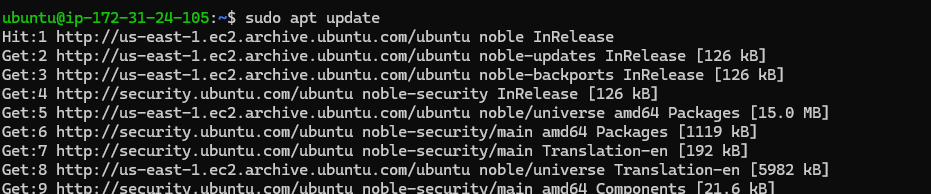 ubuntu@ip-172-31-24-105:~$ sudo apt update
Hit:1 http://us-east-1.ec2.archive.ubuntu.com/ubuntu noble InRelease
Get:2 http://us-east-1.ec2.archive.ubuntu.com/ubuntu noble-updates InRelease [126 kB]
Get:3 http://us-east-1.ec2.archive.ubuntu.com/ubuntu noble-backports InRelease [126 kB]
Get:4 http://security.ubuntu.com/ubuntu noble-security InRelease [126 kB]
Get:5 http://us-east-1.ec2.archive.ubuntu.com/ubuntu noble/universe amd64 Packages [15.0 MB]
Get:6 http://security.ubuntu.com/ubuntu noble-security/main amd64 Packages [1119 kB]
Get:7 http://security.ubuntu.com/ubuntu noble-security/main Translation-en [192 kB]
Get:8 http://us-east-1.ec2.archive.ubuntu.com/ubuntu noble/universe Translation-en [5982 kB]
Get:9 http://security.ubuntu.com/ubuntu noble-security/main amd64 Components [21.6 kB]